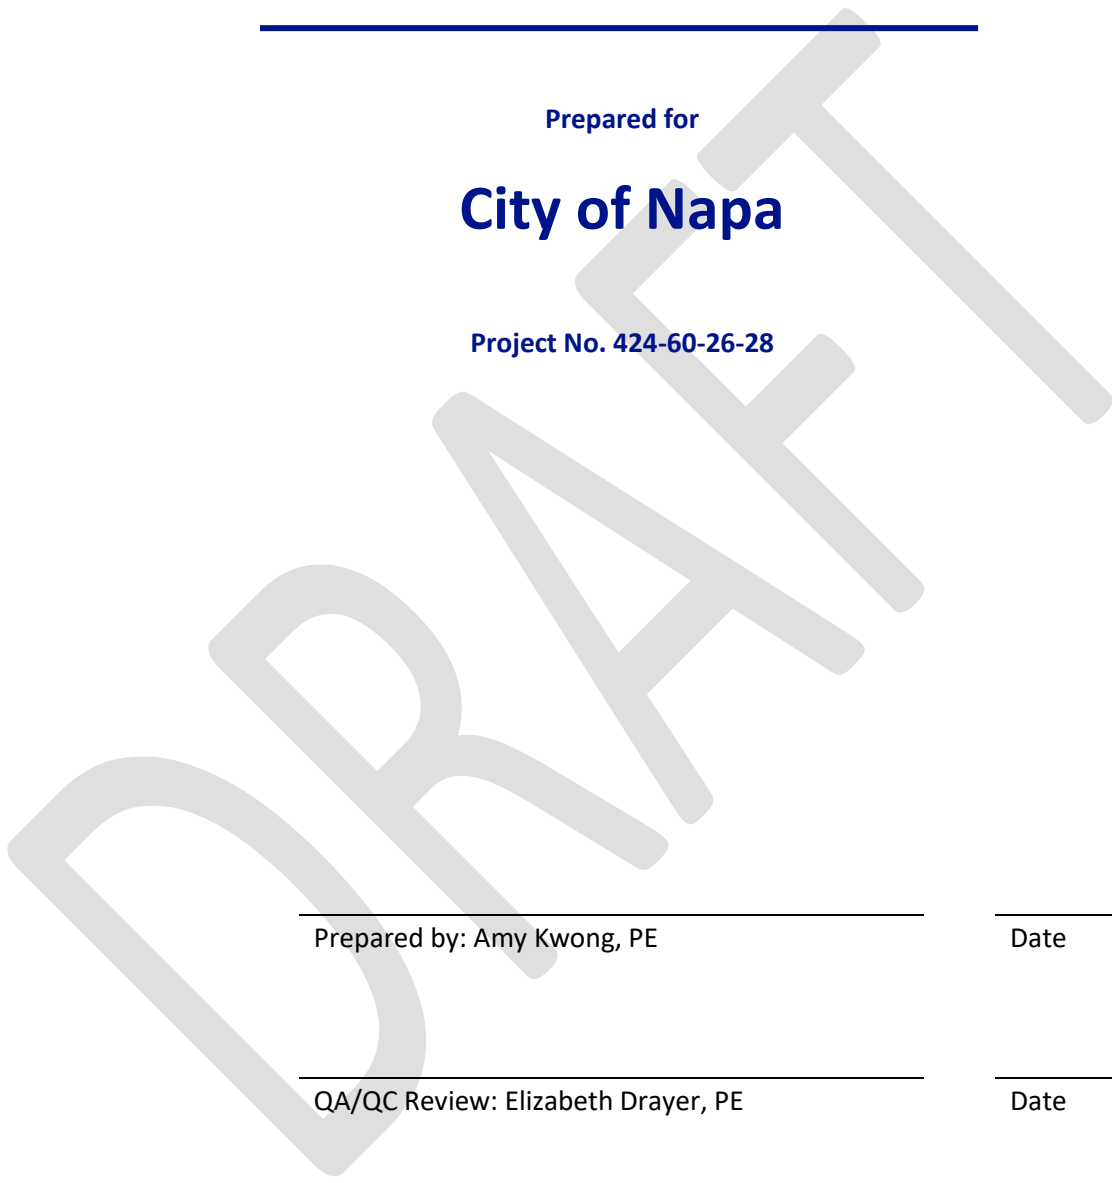 Prepared for
City of Napa
Project No. 424-60-26-28
DRAFT
Prepared by: Amy Kwong, PE Date
QA/QC Review: Elizabeth Drayer, PE Date